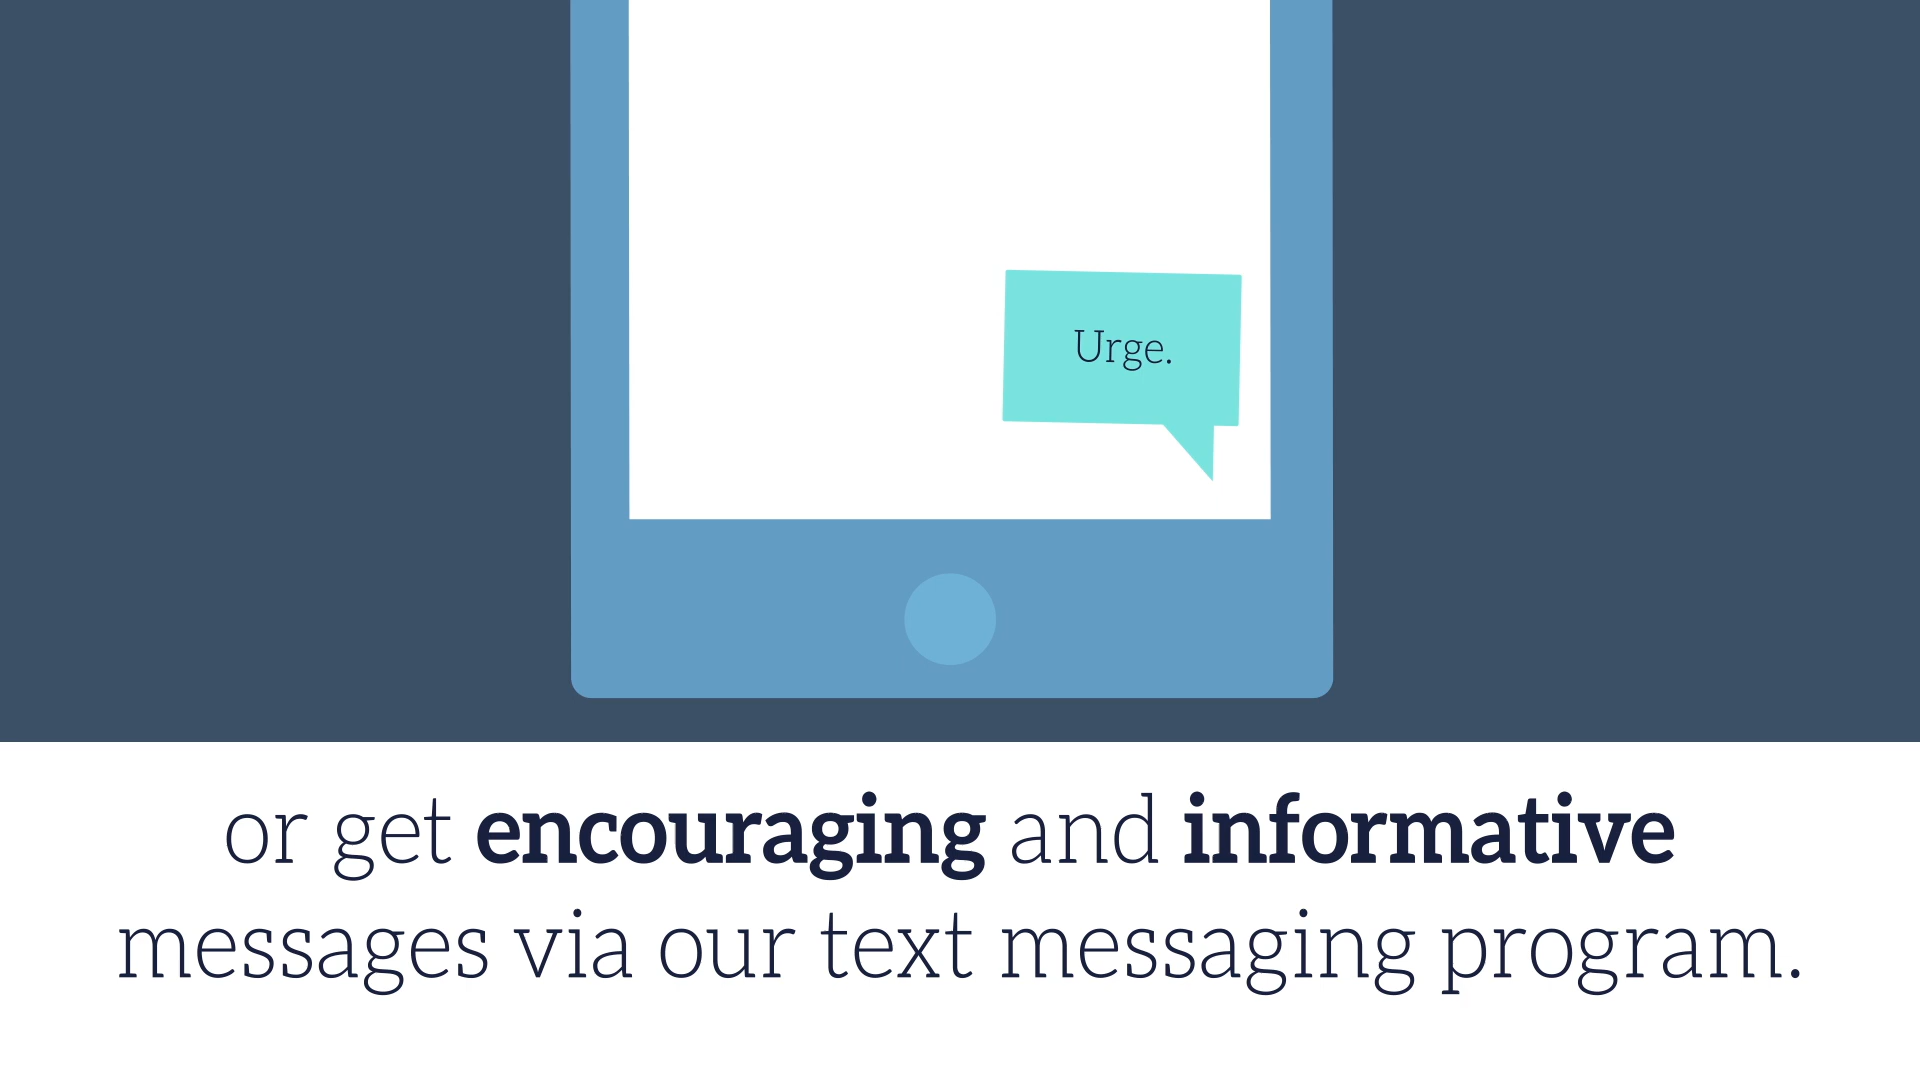 Urge.
or get encouraging and informative
messages via our text messaging program.